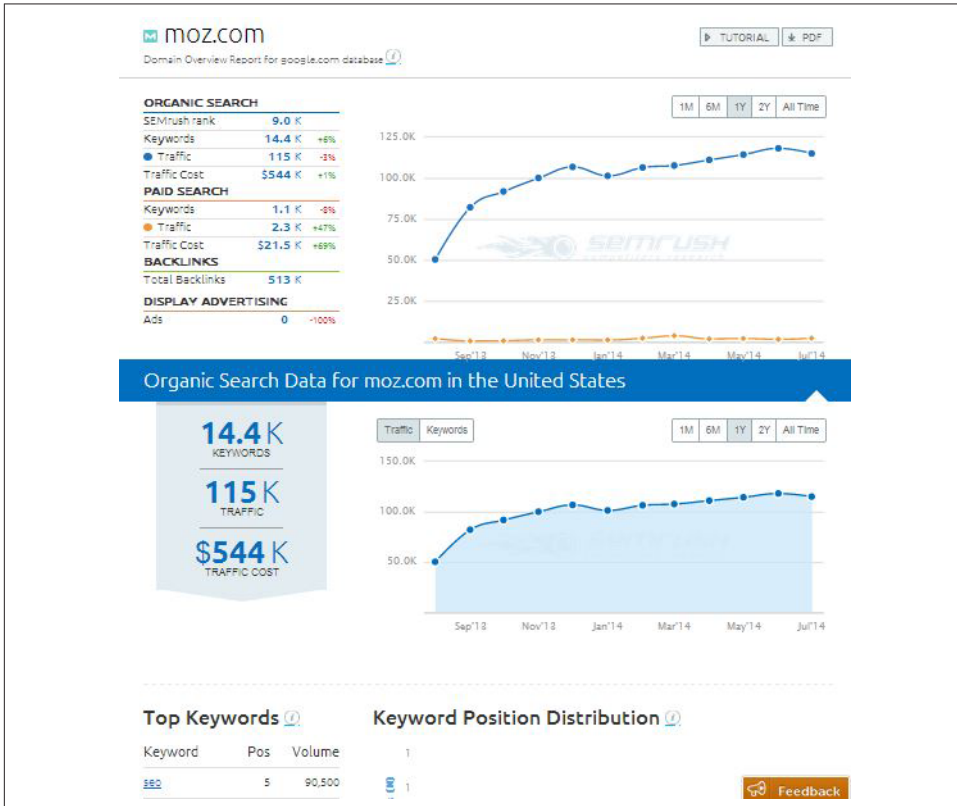 moz.com
TUTORIAL
PDF
Domain Overview Report for google.com database
ORGANIC SEARCH
SEMrush rank 9.0 K
Keywords 14.4 K +6%
Traffic 115 K -3%
Traffic Cost $544 K +1%
PAID SEARCH
Keywords 1.1 K -8%
Traffic 2.3 K +47%
Traffic Cost $21.5 K +69%
BACKLINKS
Total Backlinks 513 K
DISPLAY ADVERTISING
Ads 0 -100%
1M 6M 1Y 2Y All Time
125.0K
100.0K
75.0K
semrush
50.0K
25.0K
Sep'13 Nov'13 Jan'14 Mar'14 May'14 Jul'14
Organic Search Data for moz.com in the United States
14.4 K
KEYWORDS
115 K
TRAFFIC
$544 K
TRAFFIC COST
Traffic Keywords
1M 6M 1Y 2Y All Time
150.0K
100.0K
semrush
50.0K
Sep'13 Nov'13 Jan'14 Mar'14 May'14 Jul'14
Top Keywords
Keyword Pos Volume
seo 5 90,500
Keyword Position Distribution
1
1
Feedback